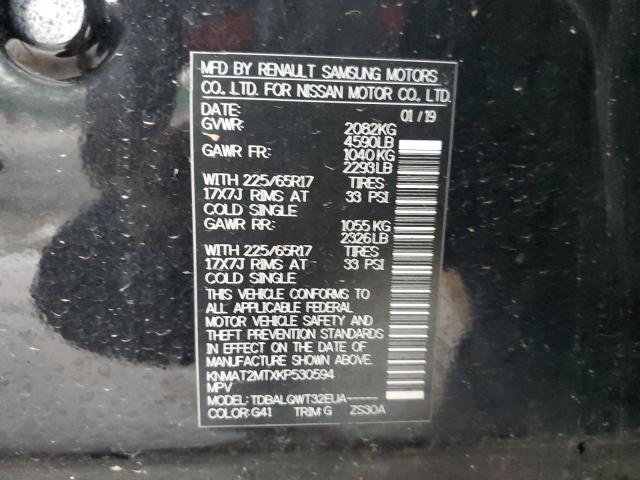 MFD BY RENAULT SAMSUNG MOTORS
CO., LTD. FOR NISSAN MOTOR CO., LTD.
DATE: 01/19
GVWR: 2082KG
4590LB
GAWR FR: 1040KG
2293LB
WITH 225/65R17 TIRES
17X7J RIMS AT 33 PSI
COLD SINGLE
GAWR RR: 1055 KG
2326LB
WITH 225/65R17 TIRES
17X7J RIMS AT 33 PSI
COLD SINGLE
THIS VEHICLE CONFORMS TO
ALL APPLICABLE FEDERAL
MOTOR VEHICLE SAFETY AND
THEFT PREVENTION STANDARDS
IN EFFECT ON THE DATE OF
MANUFACTURE SHOWN ABOVE.
KNMAT2MTXKP530594
MPV
MODEL: TDBALGWT32EUA-----
COLOR: G41 TRIM: G ZS30A